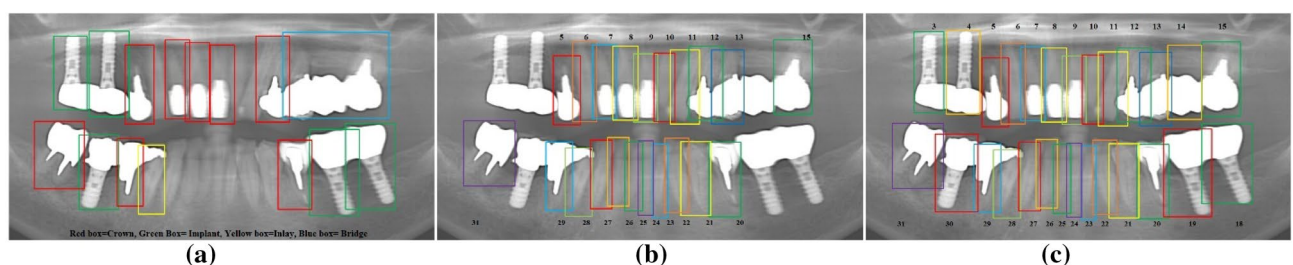 5 6 7 8 9 10 11 12 13 15
3 4 5 6 7 8 9 10 11 12 13 14 15
31 29 28 27 26 25 24 23 22 21 20
31 30 29 28 27 26 25 24 23 22 21 20 19 18
Red box=Crown, Green Box= Implant, Yellow box=Inlay, Blue box= Bridge
(a) (b) (c)